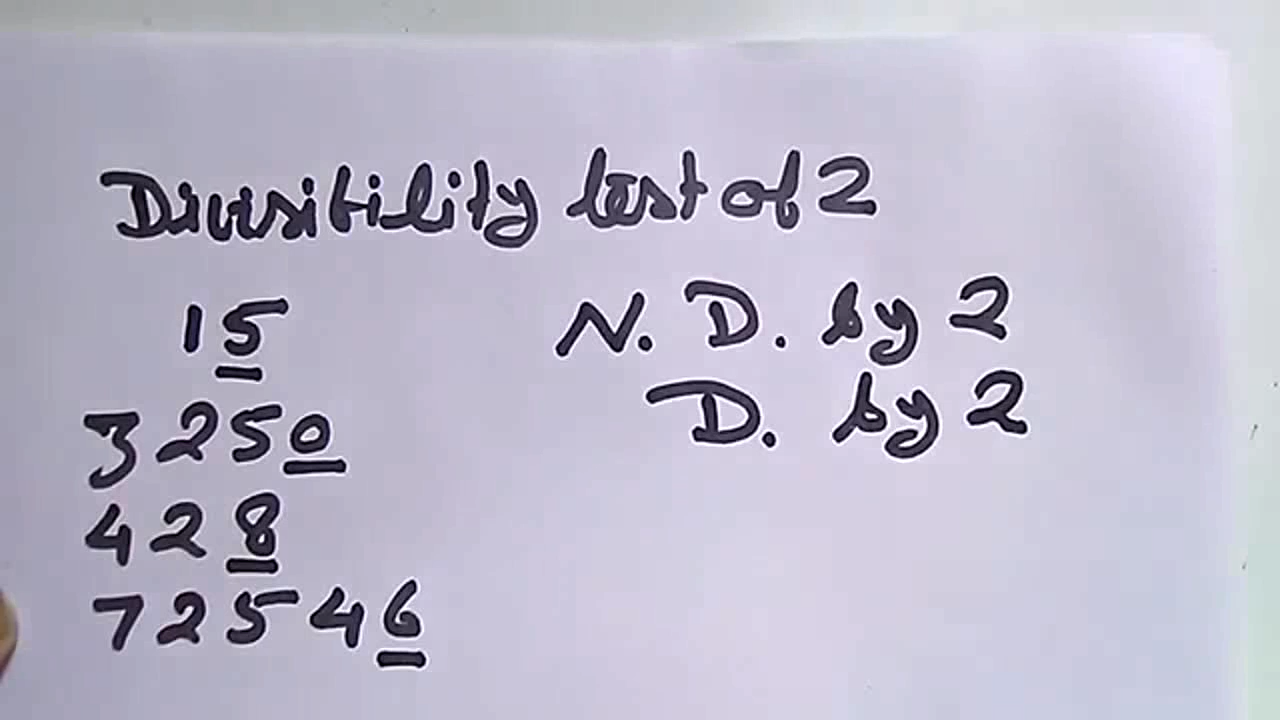 Divisibility test of 2
15 N. D. by 2
3250 D. by 2
428
72546